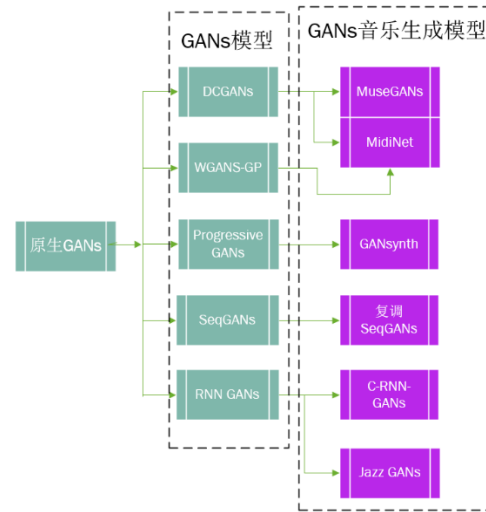 GANs模型
GANs音乐生成模型
DCGANs
MuseGANs
MidiNet
WGANS-GP
原生GANs
Progressive
GANs
GANsynth
SeqGANs
复调
SeqGANs
RNN GANs
C-RNN-
GANs
Jazz GANs